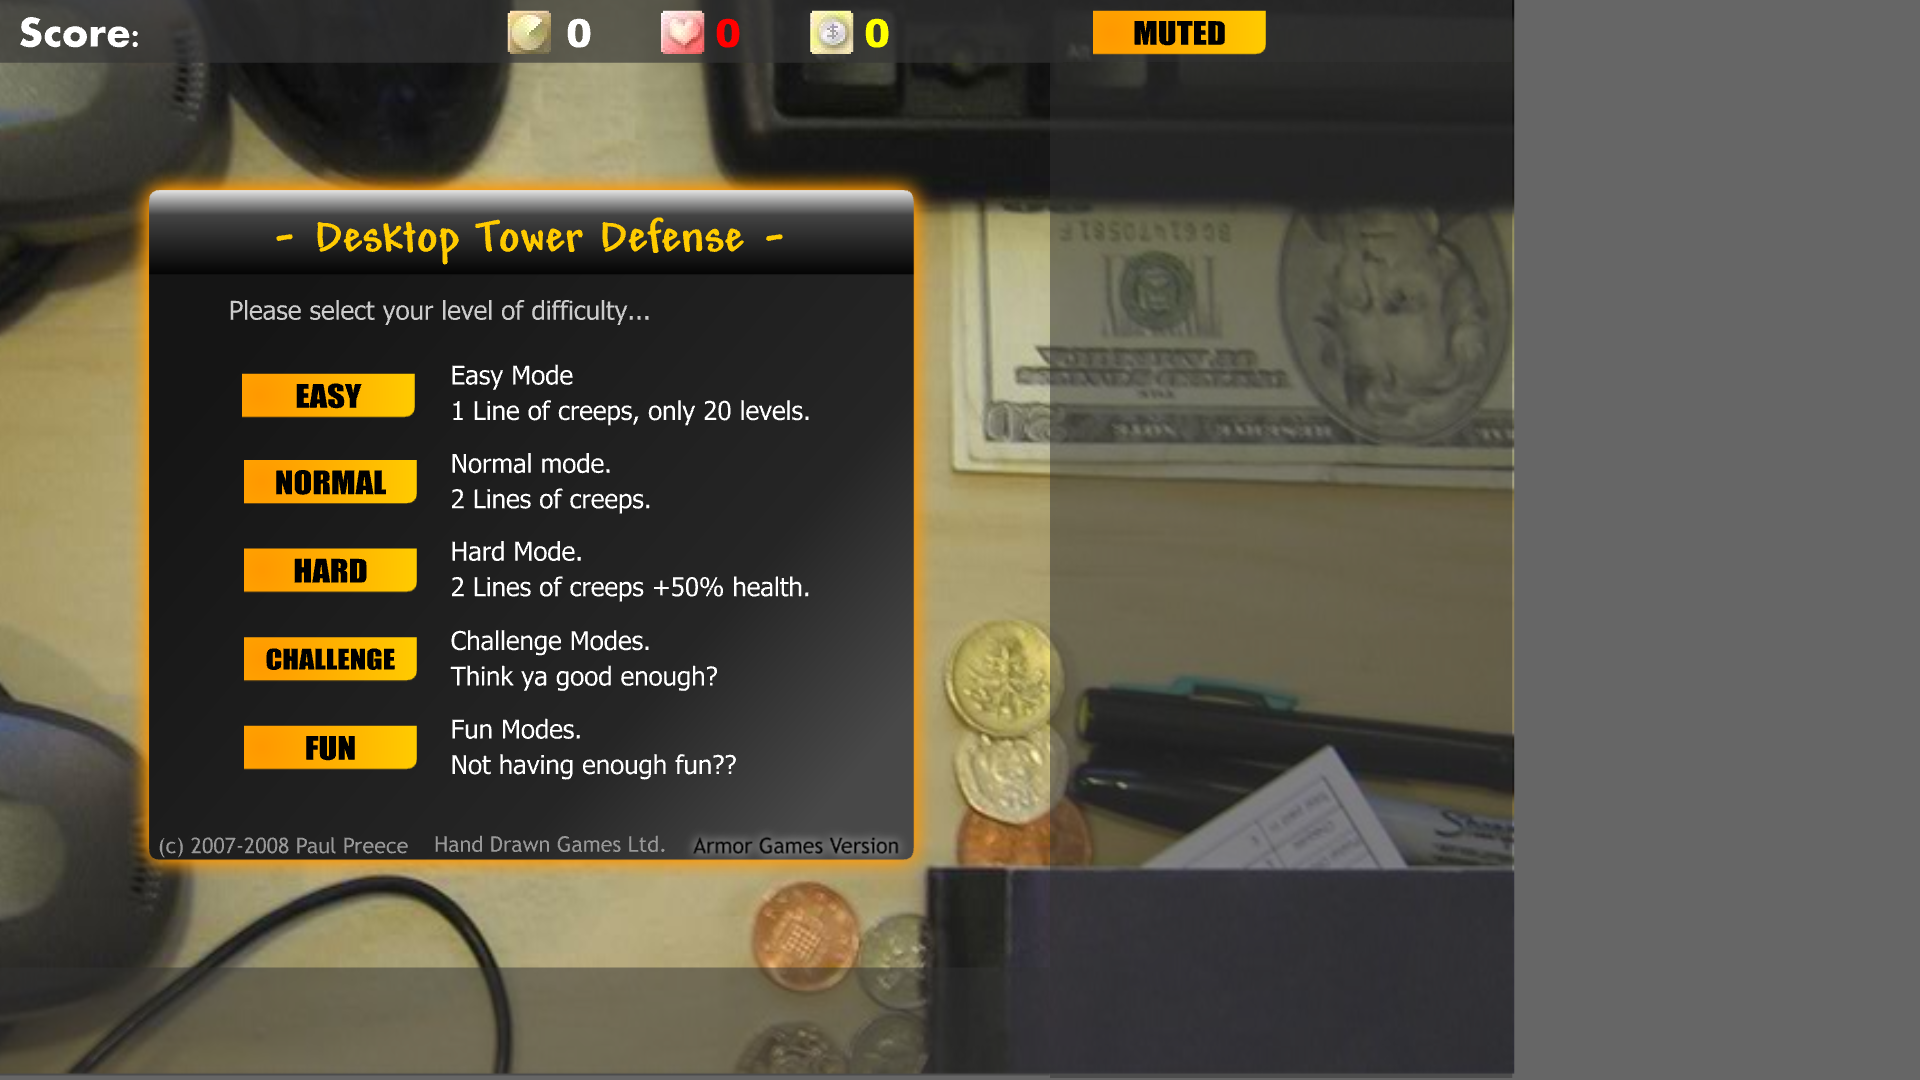 Score: 0 0 0 MUTED
- Desktop Tower Defense -
Please select your level of difficulty...
EASY
Easy Mode
1 Line of creeps, only 20 levels.
NORMAL
Normal mode.
2 Lines of creeps.
HARD
Hard Mode.
2 Lines of creeps +50% health.
CHALLENGE
Challenge Modes.
Think ya good enough?
FUN
Fun Modes.
Not having enough fun??
(c) 2007-2008 Paul Preece Hand Drawn Games Ltd. Armor Games Version